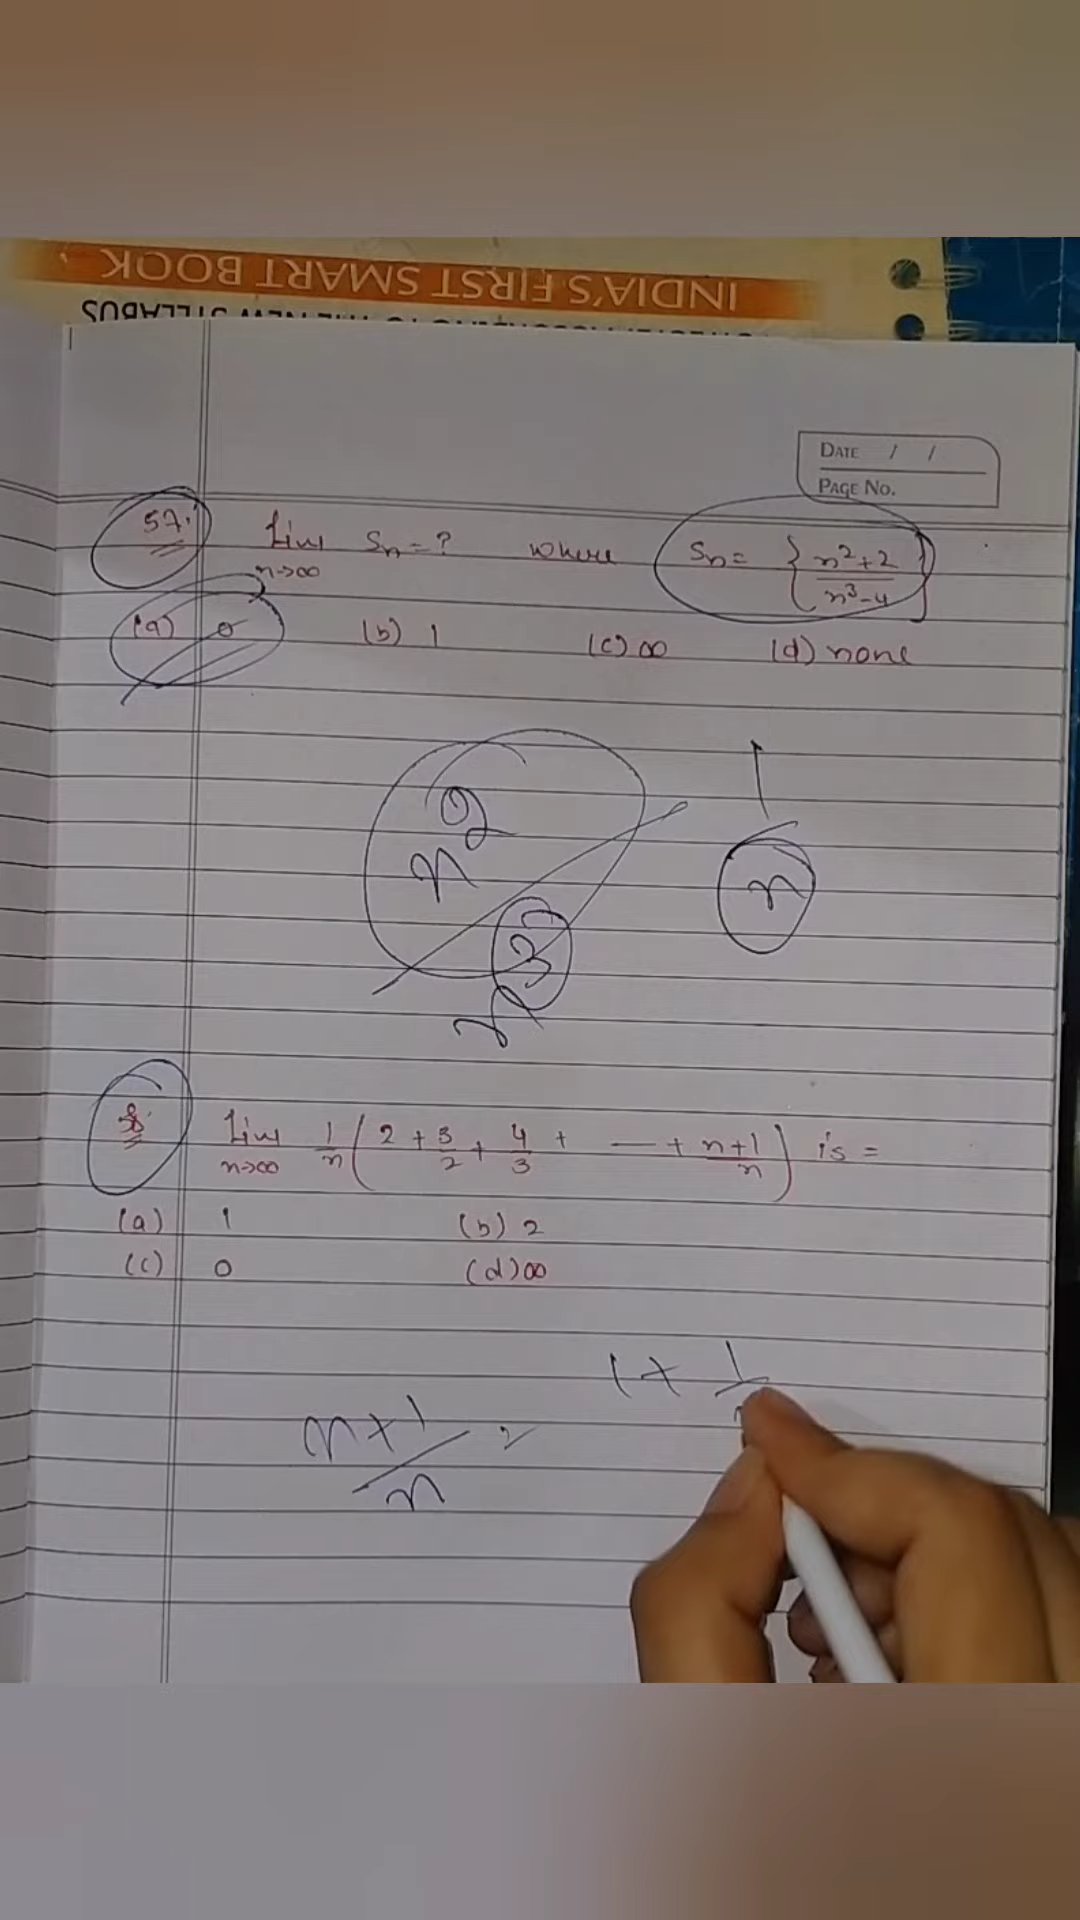 INDIA'S FIRST SMART BOOK
DATE / /
PAGE No.
57. Lim n→∞ Sn = ? where Sn = { n²+2 / n³-4 }
(a) 0 (b) 1 (c) ∞ (d) none
n² / n³ 1 / n
58. Lim n→∞ 1/n ( 2 + 3/2 + 4/3 + — + n+1/n ) is =
(a) 1 (b) 2
(c) 0 (d) ∞
n+1 / n = 1 + 1/